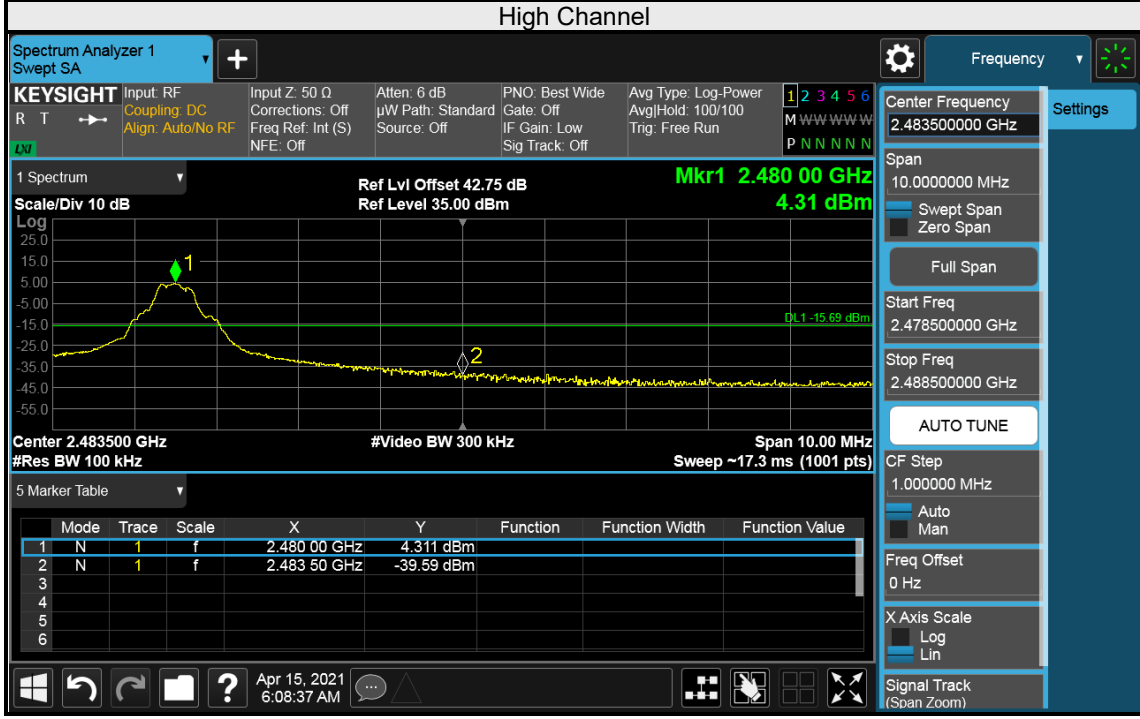 High Channel
Spectrum Analyzer 1
Swept SA
+
Frequency
KEYSIGHT
R T
LXI
Input: RF
Coupling: DC
Align: Auto/No RF
Input Z: 50 Ω
Corrections: Off
Freq Ref: Int (S)
NFE: Off
Atten: 6 dB
µW Path: Standard
Source: Off
PNO: Best Wide
Gate: Off
IF Gain: Low
Sig Track: Off
Avg Type: Log-Power
Avg|Hold: 100/100
Trig: Free Run
1 2 3 4 5 6
M W W W W W
P N N N N N
1 Spectrum
Scale/Div 10 dB
Ref Lvl Offset 42.75 dB
Ref Level 35.00 dBm
Mkr1 2.480 00 GHz
4.31 dBm
Log
25.0
15.0
5.00
-5.00
-15.0
-25.0
-35.0
-45.0
-55.0
1
2
DL1 -15.69 dBm
Center 2.483500 GHz
#Video BW 300 kHz
Span 10.00 MHz
#Res BW 100 kHz
Sweep ~17.3 ms (1001 pts)
5 Marker Table
Mode Trace Scale X Y Function Function Width Function Value
1 N 1 f 2.480 00 GHz 4.311 dBm
2 N 1 f 2.483 50 GHz -39.59 dBm
3
4
5
6
?
Apr 15, 2021
6:08:37 AM
Center Frequency
2.483500000 GHz
Settings
Span
10.0000000 MHz
Swept Span
Zero Span
Full Span
Start Freq
2.478500000 GHz
Stop Freq
2.488500000 GHz
AUTO TUNE
CF Step
1.000000 MHz
Auto
Man
Freq Offset
0 Hz
X Axis Scale
Log
Lin
Signal Track
(Span Zoom)